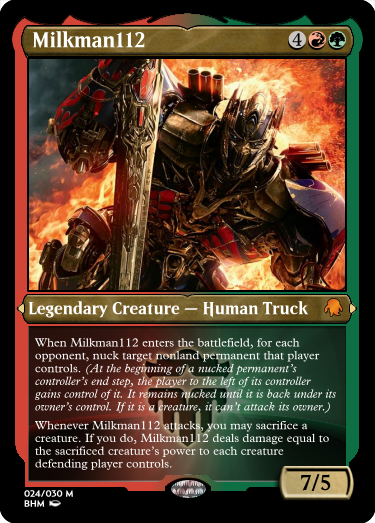 Milkman112 4
Legendary Creature — Human Truck
When Milkman112 enters the battlefield, for each
opponent, nuck target nonland permanent that player
controls. (At the beginning of a nucked permanent's
controller's end step, the player to the left of its controller
gains control of it. It remains nucked until it is back under its
owner's control. If it is a creature, it can't attack its owner.)
Whenever Milkman112 attacks, you may sacrifice a
creature. If you do, Milkman112 deals damage equal to
the sacrificed creature's power to each creature
defending player controls.
7/5
024/030 M
BHM